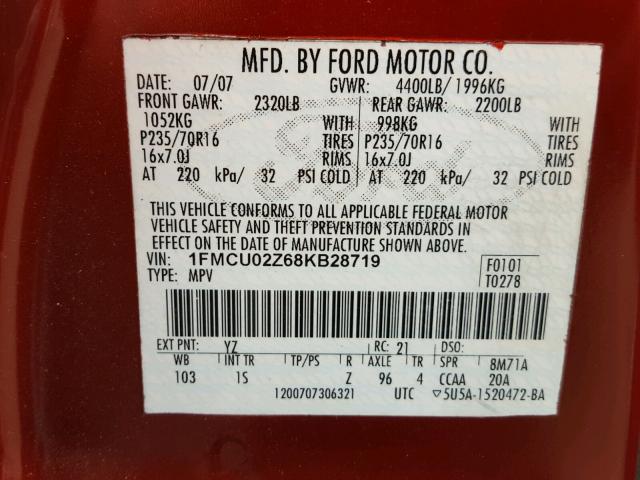 MFD. BY FORD MOTOR CO.
DATE: 07/07 GVWR: 4400LB/ 1996KG
FRONT GAWR: 2320LB REAR GAWR: 2200LB
1052KG WITH 998KG WITH
P235/70R16 TIRES P235/70R16 TIRES
16x7.0J RIMS 16x7.0J RIMS
AT 220 kPa/ 32 PSI COLD AT 220 kPa/ 32 PSI COLD
THIS VEHICLE CONFORMS TO ALL APPLICABLE FEDERAL MOTOR
VEHICLE SAFETY AND THEFT PREVENTION STANDARDS IN
EFFECT ON THE DATE OF MANUFACTURE SHOWN ABOVE.
VIN: 1FMCU02Z68KB28719 F0101
TYPE: MPV T0278
EXT PNT: YZ RC: 21 DSO:
WB INT TR TP/PS R AXLE TR SPR 8M71A
103 1S Z 96 4 CCAA 20A
1200707306321 UTC ▽5U5A-1520472-BA
Ford